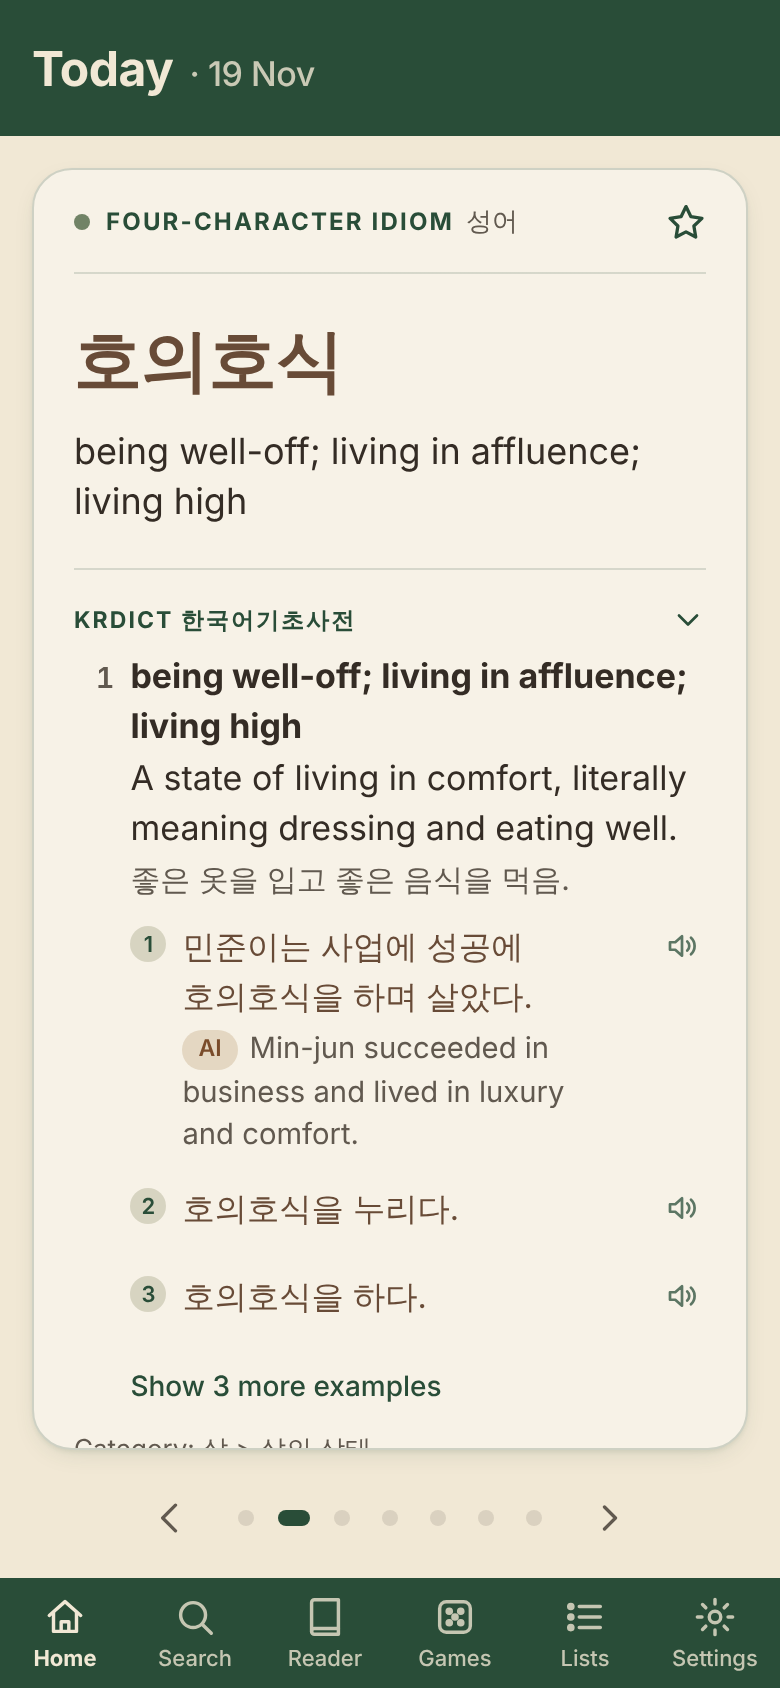 Today · 19 Nov
FOUR-CHARACTER IDIOM 성어
호의호식
being well-off; living in affluence;
living high
KRDICT 한국어기초사전
1 being well-off; living in affluence;
living high
A state of living in comfort, literally
meaning dressing and eating well.
좋은 옷을 입고 좋은 음식을 먹음.
1 민준이는 사업에 성공에
호의호식을 하며 살았다.
AI Min-jun succeeded in
business and lived in luxury
and comfort.
2 호의호식을 누리다.
3 호의호식을 하다.
Show 3 more examples
Category: 삶 > 삶의 상태
Home Search Reader Games Lists Settings